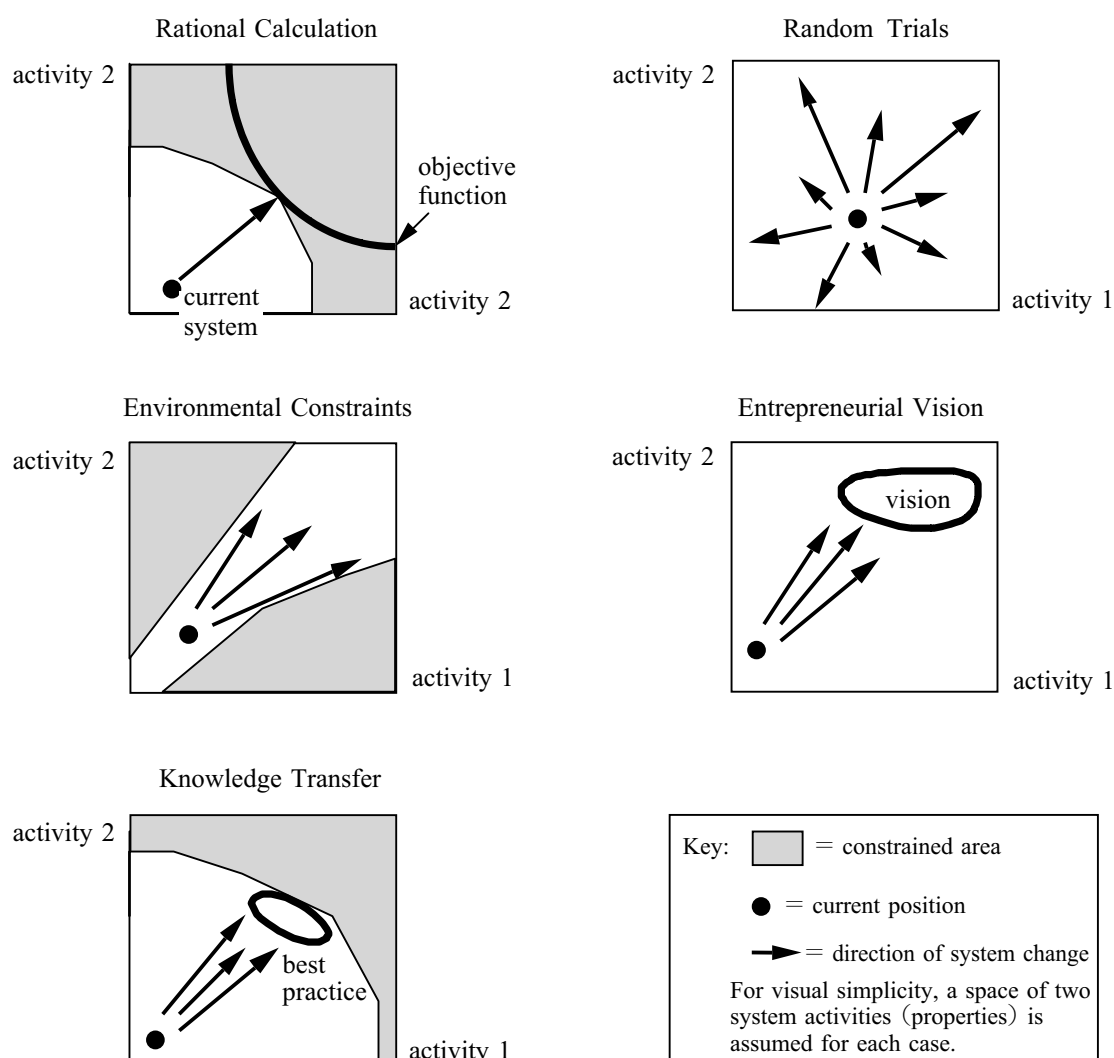 Rational Calculation
activity 2
objective
function
current
system
activity 2
Random Trials
activity 2
activity 1
Environmental Constraints
activity 2
activity 1
Entrepreneurial Vision
activity 2
vision
activity 1
Knowledge Transfer
activity 2
best
practice
activity 1
Key:
= constrained area
= current position
= direction of system change
For visual simplicity, a space of two
system activities (properties) is
assumed for each case.